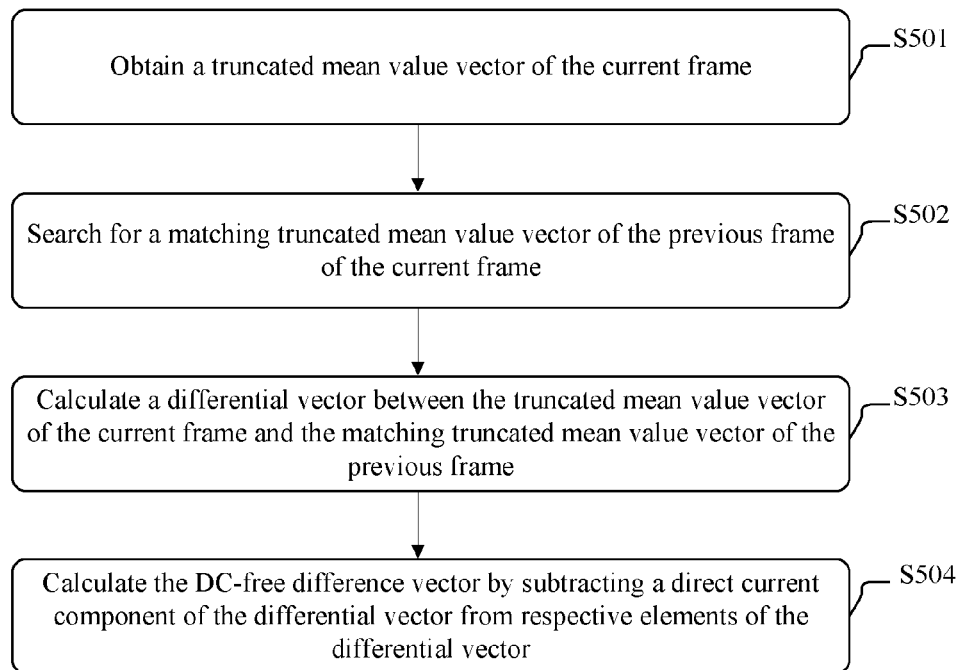 S501
Obtain a truncated mean value vector of the current frame
S502
Search for a matching truncated mean value vector of the previous frame
of the current frame
S503
Calculate a differential vector between the truncated mean value vector
of the current frame and the matching truncated mean value vector of the
previous frame
S504
Calculate the DC-free difference vector by subtracting a direct current
component of the differential vector from respective elements of the
differential vector